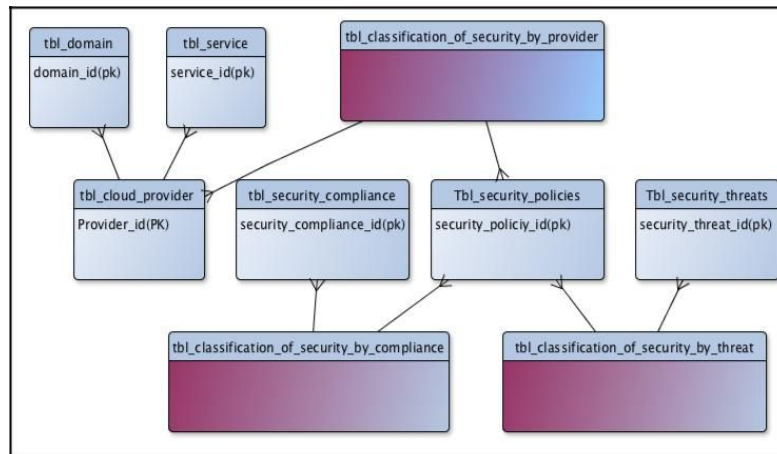 tbl_domain
domain_id(pk)
tbl_service
service_id(pk)
tbl_classification_of_security_by_provider
tbl_cloud_provider
Provider_id(PK)
tbl_security_compliance
security_compliance_id(pk)
Tbl_security_policies
security_policiy_id(pk)
Tbl_security_threats
security_threat_id(pk)
tbl_classification_of_security_by_compliance
tbl_classification_of_security_by_threat